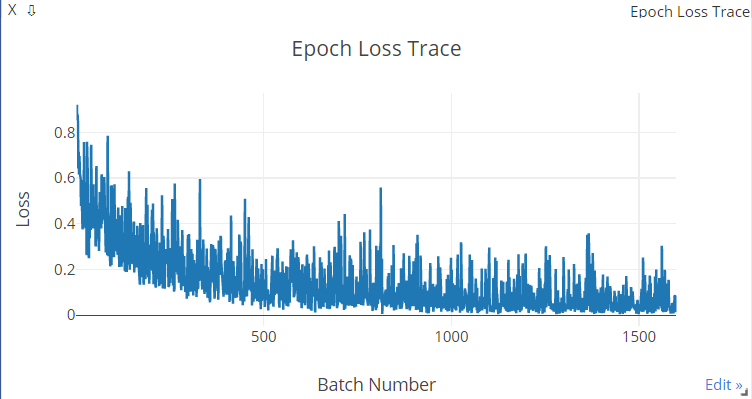 X ⇩
Epoch Loss Trace
Epoch Loss Trace
Loss
0.8
0.6
0.4
0.2
0
500
1000
1500
Batch Number
Edit »